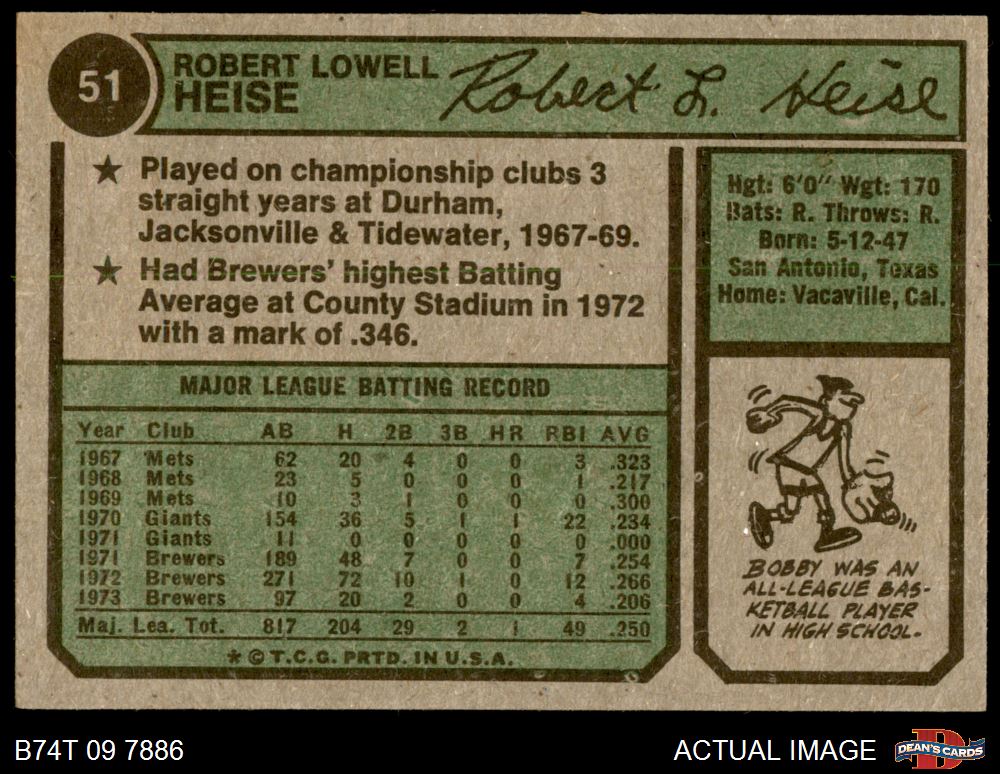 51
ROBERT LOWELL
HEISE
Robert L. Heise
★ Played on championship clubs 3
straight years at Durham,
Jacksonville & Tidewater, 1967-69.
★ Had Brewers' highest Batting
Average at County Stadium in 1972
with a mark of .346.
Hgt: 6'0" Wgt: 170
Bats: R. Throws: R.
Born: 5-12-47
San Antonio, Texas
Home: Vacaville, Cal.
MAJOR LEAGUE BATTING RECORD
Year Club AB H 2B 3B HR RBI AVG
1967 Mets 62 20 4 0 0 3 .323
1968 Mets 23 5 0 0 0 1 .217
1969 Mets 10 3 1 0 0 0 .300
1970 Giants 154 36 5 1 1 22 .234
1971 Giants 11 0 0 0 0 0 .000
1971 Brewers 189 48 7 0 0 7 .254
1972 Brewers 271 72 10 1 0 12 .266
1973 Brewers 97 20 2 0 0 4 .206
Maj. Lea. Tot. 817 204 29 2 1 49 .250
* © T.C.G. PRTD. IN U.S.A.
BOBBY WAS AN
ALL-LEAGUE BAS-
KETBALL PLAYER
IN HIGH SCHOOL.
B74T 09 7886
ACTUAL IMAGE
DEAN'S CARDS